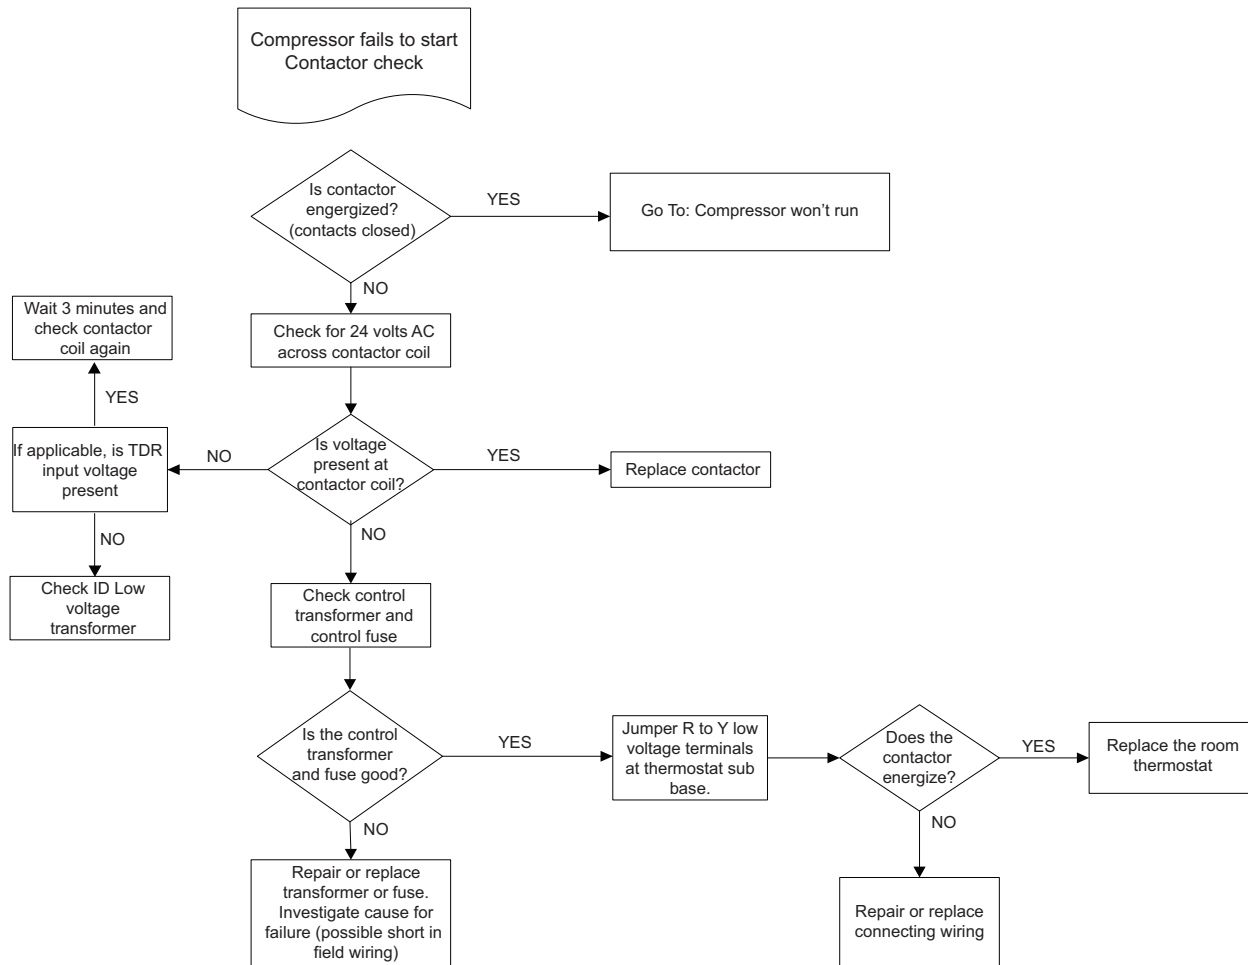 Compressor fails to start
Contactor check
Is contactor
engergized?
(contacts closed)
YES
Go To: Compressor won't run
NO
Wait 3 minutes and
check contactor
coil again
Check for 24 volts AC
across contactor coil
YES
If applicable, is TDR
input voltage
present
NO
Is voltage
present at
contactor coil?
YES
Replace contactor
NO
NO
Check ID Low
voltage
transformer
Check control
transformer and
control fuse
Is the control
transformer
and fuse good?
YES
Jumper R to Y low
voltage terminals
at thermostat sub
base.
Does the
contactor
energize?
YES
Replace the room
thermostat
NO
NO
Repair or replace
transformer or fuse.
Investigate cause for
failure (possible short in
field wiring)
Repair or replace
connecting wiring